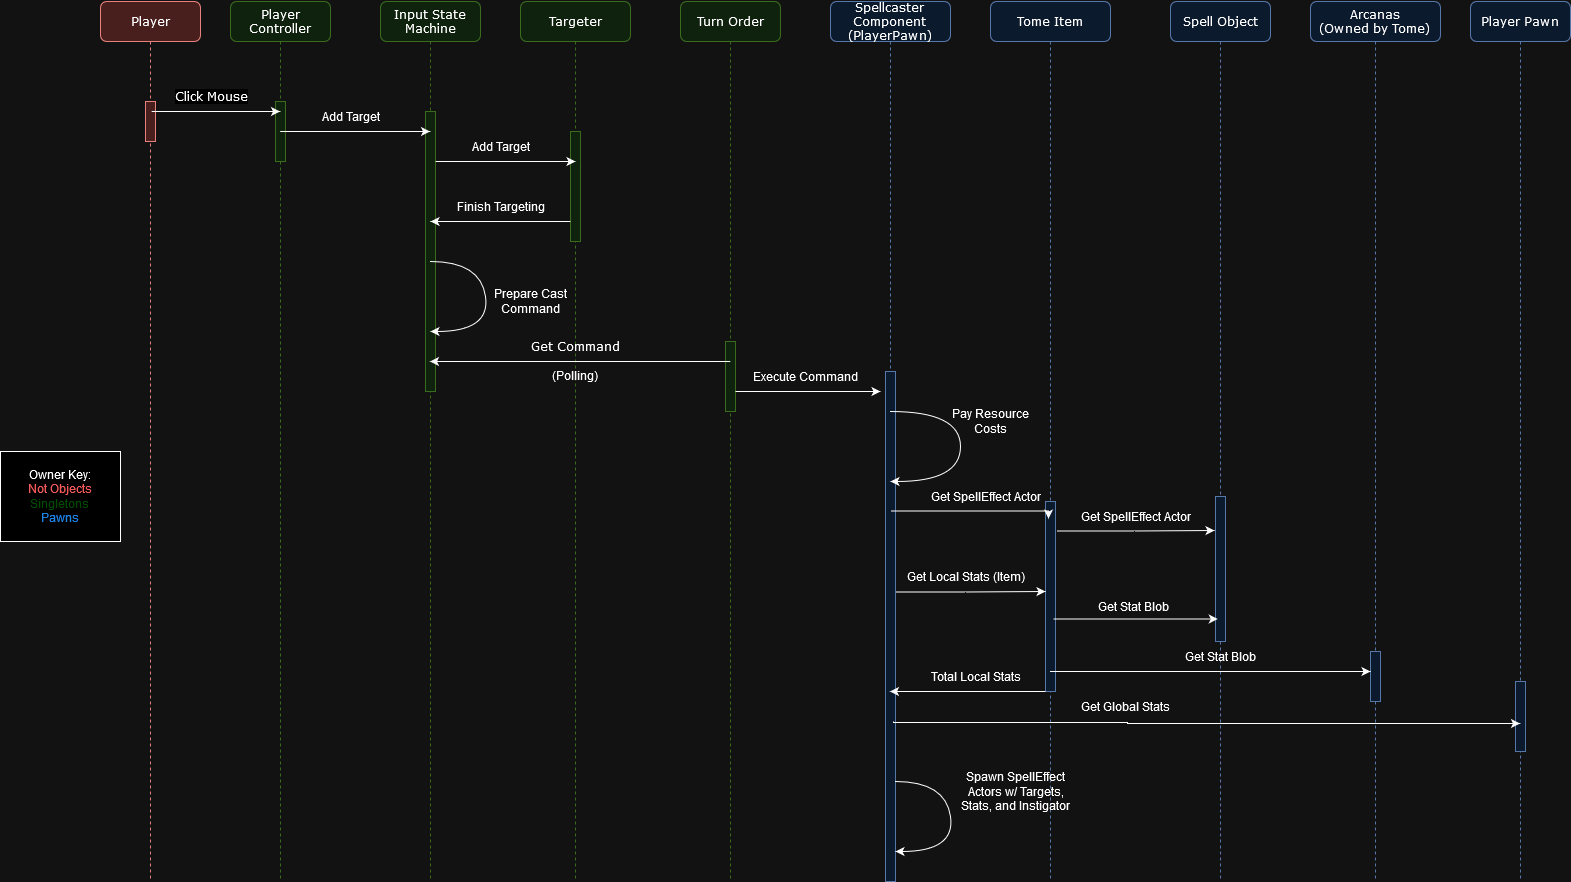 Player
Player
Controller
Input State
Machine
Targeter
Turn Order
Spellcaster
Component
(PlayerPawn)
Tome Item
Spell Object
Arcanas
(Owned by Tome)
Player Pawn
Click Mouse
Add Target
Add Target
Finish Targeting
Prepare Cast
Command
Get Command
(Polling)
Execute Command
Pay Resource
Costs
Owner Key:
Not Objects
Singletons
Pawns
Get SpellEffect Actor
Get SpellEffect Actor
Get Local Stats (Item)
Get Stat Blob
Get Stat Blob
Total Local Stats
Get Global Stats
Spawn SpellEffect
Actors w/ Targets,
Stats, and Instigator